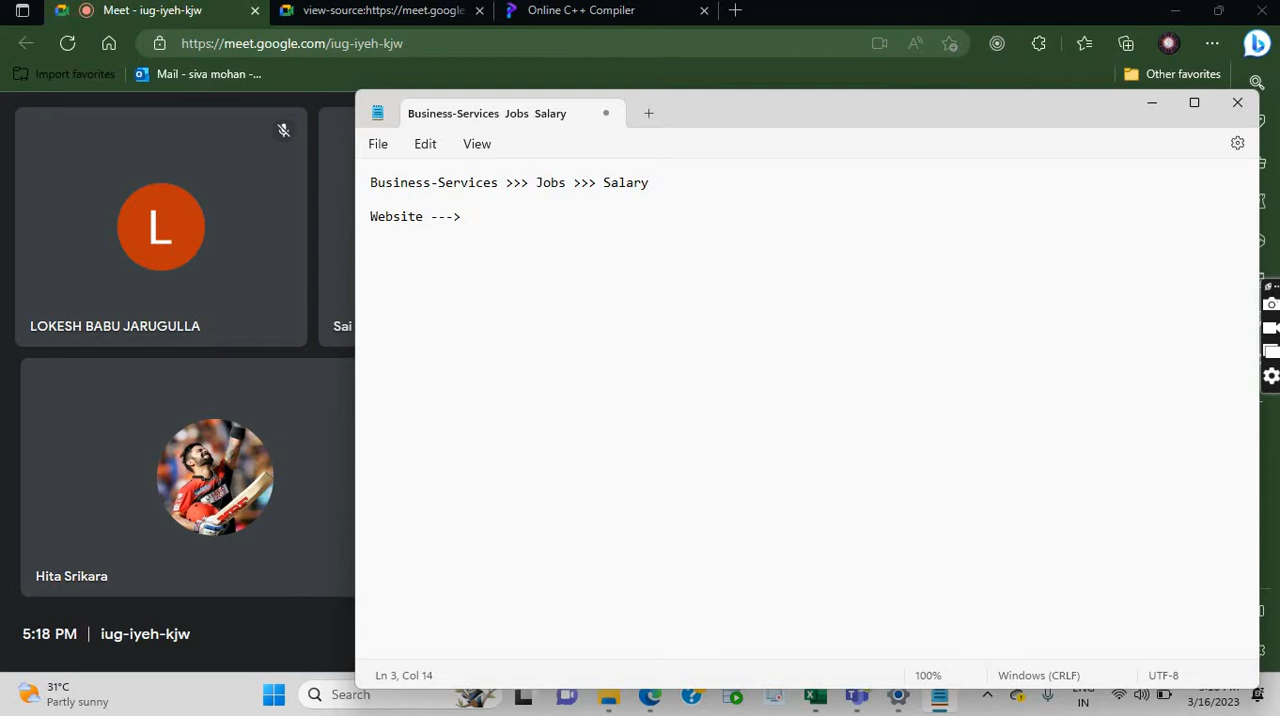 Meet - iug-iyeh-kjw
view-source:https://meet.google
Online C++ Compiler
https://meet.google.com/iug-iyeh-kjw
Import favorites
Mail - siva mohan -...
Other favorites
Business-Services Jobs Salary
File Edit View
Business-Services >>> Jobs >>> Salary
Website --->
L
LOKESH BABU JARUGULLA
Sai
Hita Srikara
5:18 PM | iug-iyeh-kjw
Ln 3, Col 14
100%
Windows (CRLF)
UTF-8
31°C
Partly sunny
Search
ENG
IN
3/16/2023